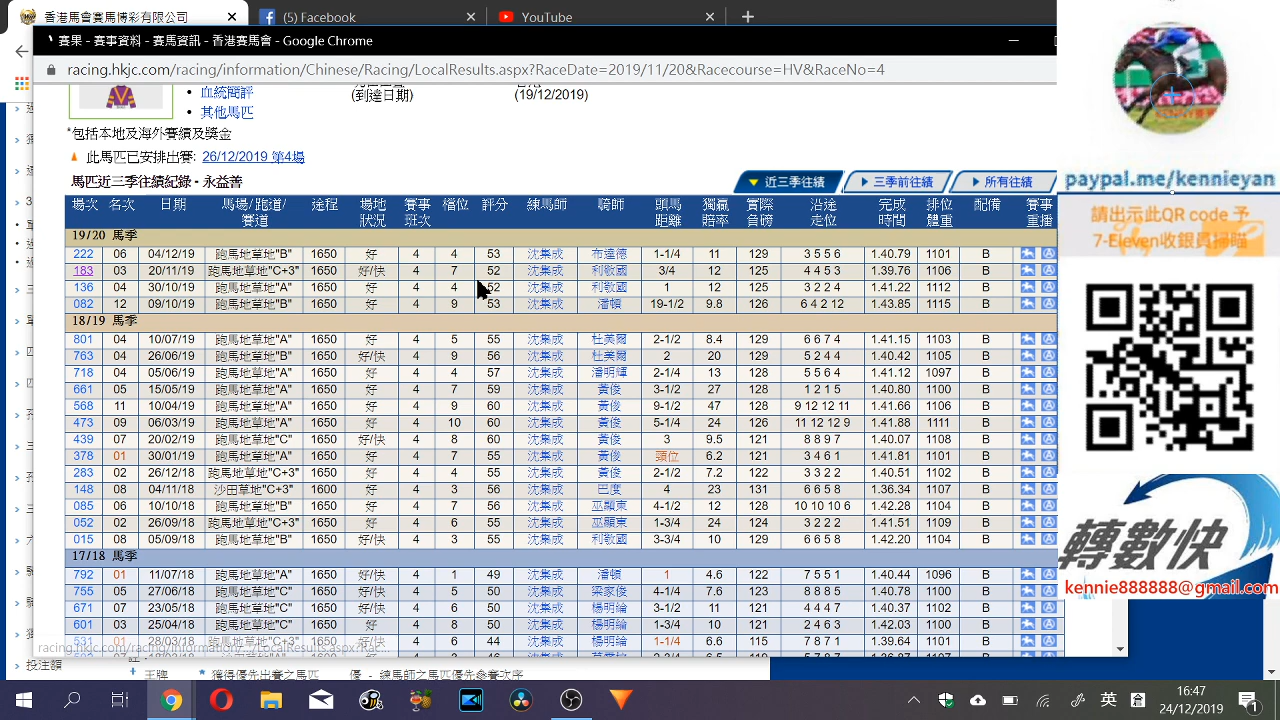 香港賽馬會賽馬博彩有限公司
(5) Facebook
YouTube
賽果 - 賽事資料 - 賽馬資訊 - 香港賽馬會 - Google Chrome
racing.hkjc.com/racing/information/Chinese/Racing/LocalResults.aspx?RaceDate=2019/11/20&Racecourse=HV&RaceNo=4
血統簡評
其他馬匹
(到達日期)
(19/12/2019)
*包括本地及海外賽績及獎金
此馬匹已安排出賽: 26/12/2019 第4場
馬匹近三季往績紀錄 - 永益善
近三季往績 三季前往績 所有往績
場次 名次 日期 馬場/跑道/賽道 途程 場地狀況 賽事班次 檔位 評分 練馬師 騎師 頭馬距離 獨贏賠率 實際負磅 沿途走位 完成時間 排位體重 配備 賽事重播
19/20 馬季
222 06 04/12/19 跑馬地草地"B" 1650 好 4 4 53 沈集成 布達德 1-1/4 11 129 3 5 5 6 1.40.79 1101 B
183 03 20/11/19 跑馬地草地"C+3" 1650 好/快 4 7 52 沈集成 利敬國 3/4 12 125 4 4 5 3 1.39.76 1106 B
136 04 30/10/19 跑馬地草地"A" 1650 好 4 4 52 沈集成 利敬國 1 12 125 3 2 2 4 1.41.22 1112 B
082 12 09/10/19 跑馬地草地"B" 1650 好 4 9 53 沈集成 潘頓 19-1/2 9.8 126 6 4 2 12 1.43.85 1115 B
18/19 馬季
801 04 10/07/19 跑馬地草地"A" 1650 好 4 5 55 沈集成 杜美爾 2-1/2 8.4 129 6 6 7 4 1.41.15 1103 B
763 04 26/06/19 跑馬地草地"B" 1650 好/快 4 9 56 沈集成 杜美爾 2 20 129 5 2 4 4 1.40.42 1105 B
718 04 05/06/19 跑馬地草地"A" 1650 好 4 4 57 沈集成 潘明輝 2-1/4 13 128 5 5 6 4 1.41.12 1097 B
661 05 15/05/19 跑馬地草地"A" 1650 好 4 7 57 沈集成 黃俊 3-1/2 27 128 1 2 1 5 1.40.80 1100 B
568 11 10/04/19 跑馬地草地"A" 1650 好 4 9 60 沈集成 黃俊 9-1/2 47 128 9 12 12 11 1.41.66 1106 B
473 09 06/03/19 跑馬地草地"A" 1650 好 4 10 60 沈集成 黃俊 5-1/4 24 126 11 12 12 9 1.41.88 1111 B
439 07 20/02/19 跑馬地草地"C" 1650 好/快 4 8 60 沈集成 黃俊 3 9.5 121 8 8 9 7 1.40.07 1108 B
378 01 30/01/19 跑馬地草地"A" 1650 好 4 7 55 沈集成 黃俊 頭位 6.2 121 3 4 6 1 1.41.81 1101 B
283 02 26/12/18 跑馬地草地"C+3" 1650 好 4 4 55 沈集成 黃俊 2-1/2 7.2 122 3 3 2 2 1.40.51 1102 B
148 08 04/11/18 沙田草地"C+3" 1600 好 4 3 56 沈集成 巴度 4 23 131 6 6 5 8 1.36.34 1107 B
085 06 10/10/18 跑馬地草地"B" 1650 好 4 7 56 沈集成 巫顯東 4-1/2 12 128 10 10 10 6 1.42.28 1104 B
052 02 26/09/18 跑馬地草地"C+3" 1650 好 4 6 55 沈集成 巫顯東 1-3/4 24 124 3 2 2 2 1.41.51 1109 B
015 08 05/09/18 跑馬地草地"B" 1650 好/快 4 6 55 沈集成 利敬國 3-3/4 10 129 6 6 5 8 1.42.20 1104 B
17/18 馬季
792 01 11/07/18 跑馬地草地"A" 1650 好/快 4 1 49 沈集成 潘頓 1 4.6 122 7 5 5 1 1.40.44 1096 B
755 05 27/06/18 跑馬地草地"C" 1650 好/快 4 6 50 沈集成 梁家俊 4-1/4 7.6 123 8 8 8 5 1.40.78 1100 B
671 07 23/05/18 跑馬地草地"C" 1650 好/快 4 6 50 沈集成 楊明綸 3-1/2 11 121 4 4 4 7 1.40.37 1102 B
601 03 25/04/18 跑馬地草地"C" 1650 好 4 8 50 沈集成 楊明綸 1-3/4 10 121 2 4 6 3 1.42.03 1100 B
531 01 28/03/18 跑馬地草地"C+3" 1650 好/快 4 6 44 沈集成 楊明綸 1-1/4 6.6 115 7 8 7 1 1.39.64 1101 B
racing.hkjc.com/racing/information/.../LocalResults.aspx?Rac...
投注額
王牌
* 獲得優先出賽之馬匹
優 - 練馬師之馬匹優先參賽次序
paypal.me/kennieyan
請出示此QR code 予
7-Eleven收銀員掃瞄
轉數快
kennie888888@gmail.com
英
16:47
24/12/2019
1